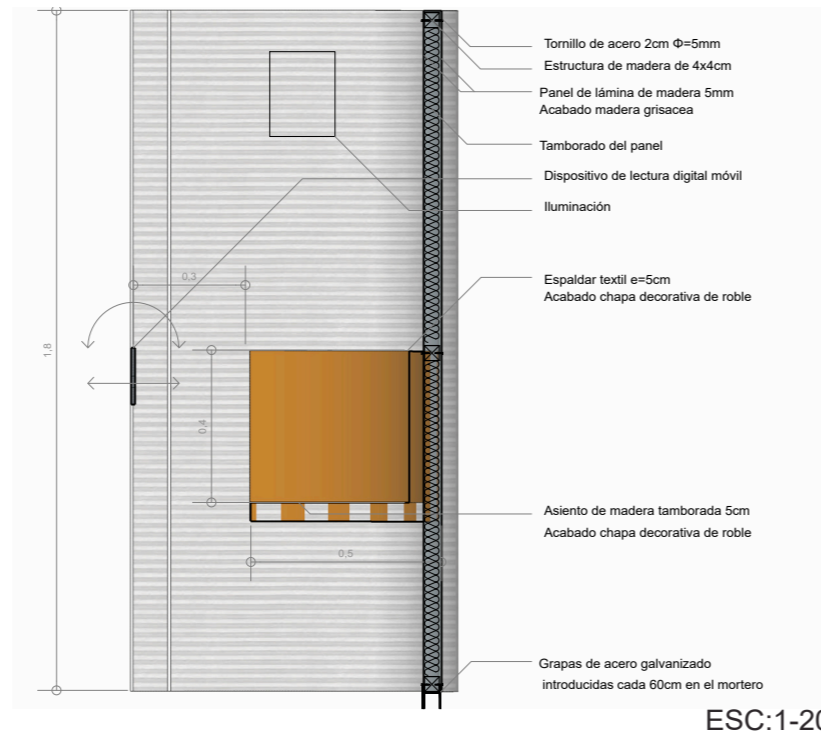 Tornillo de acero 2cm Φ=5mm
Estructura de madera de 4x4cm
Panel de lámina de madera 5mm
Acabado madera grisacea
Tamborado del panel
Dispositivo de lectura digital móvil
Iluminación
0,3
Espaldar textil e=5cm
Acabado chapa decorativa de roble
1,8
0,4
Asiento de madera tamborada 5cm
Acabado chapa decorativa de roble
0,5
Grapas de acero galvanizado
introducidas cada 60cm en el mortero
ESC:1-20